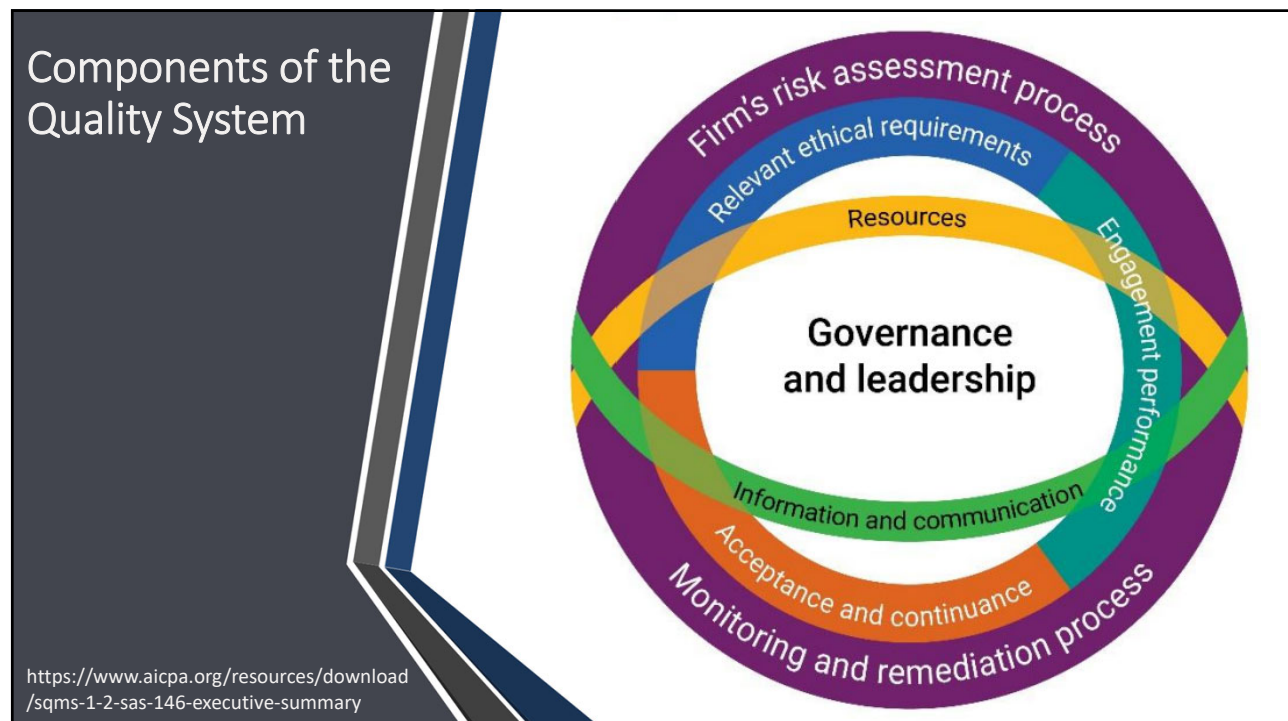 Components of the
Quality System
Firm's risk assessment process
Relevant ethical requirements
Resources
Engagement performance
Governance
and leadership
Information and communication
Acceptance and continuance
Monitoring and remediation process
https://www.aicpa.org/resources/download
/sqms-1-2-sas-146-executive-summary